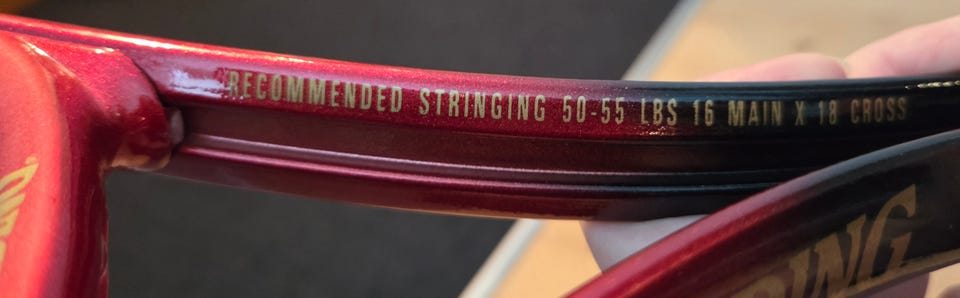 RECOMMENDED STRINGING 50-55 LBS 16 MAIN X 18 CROSS